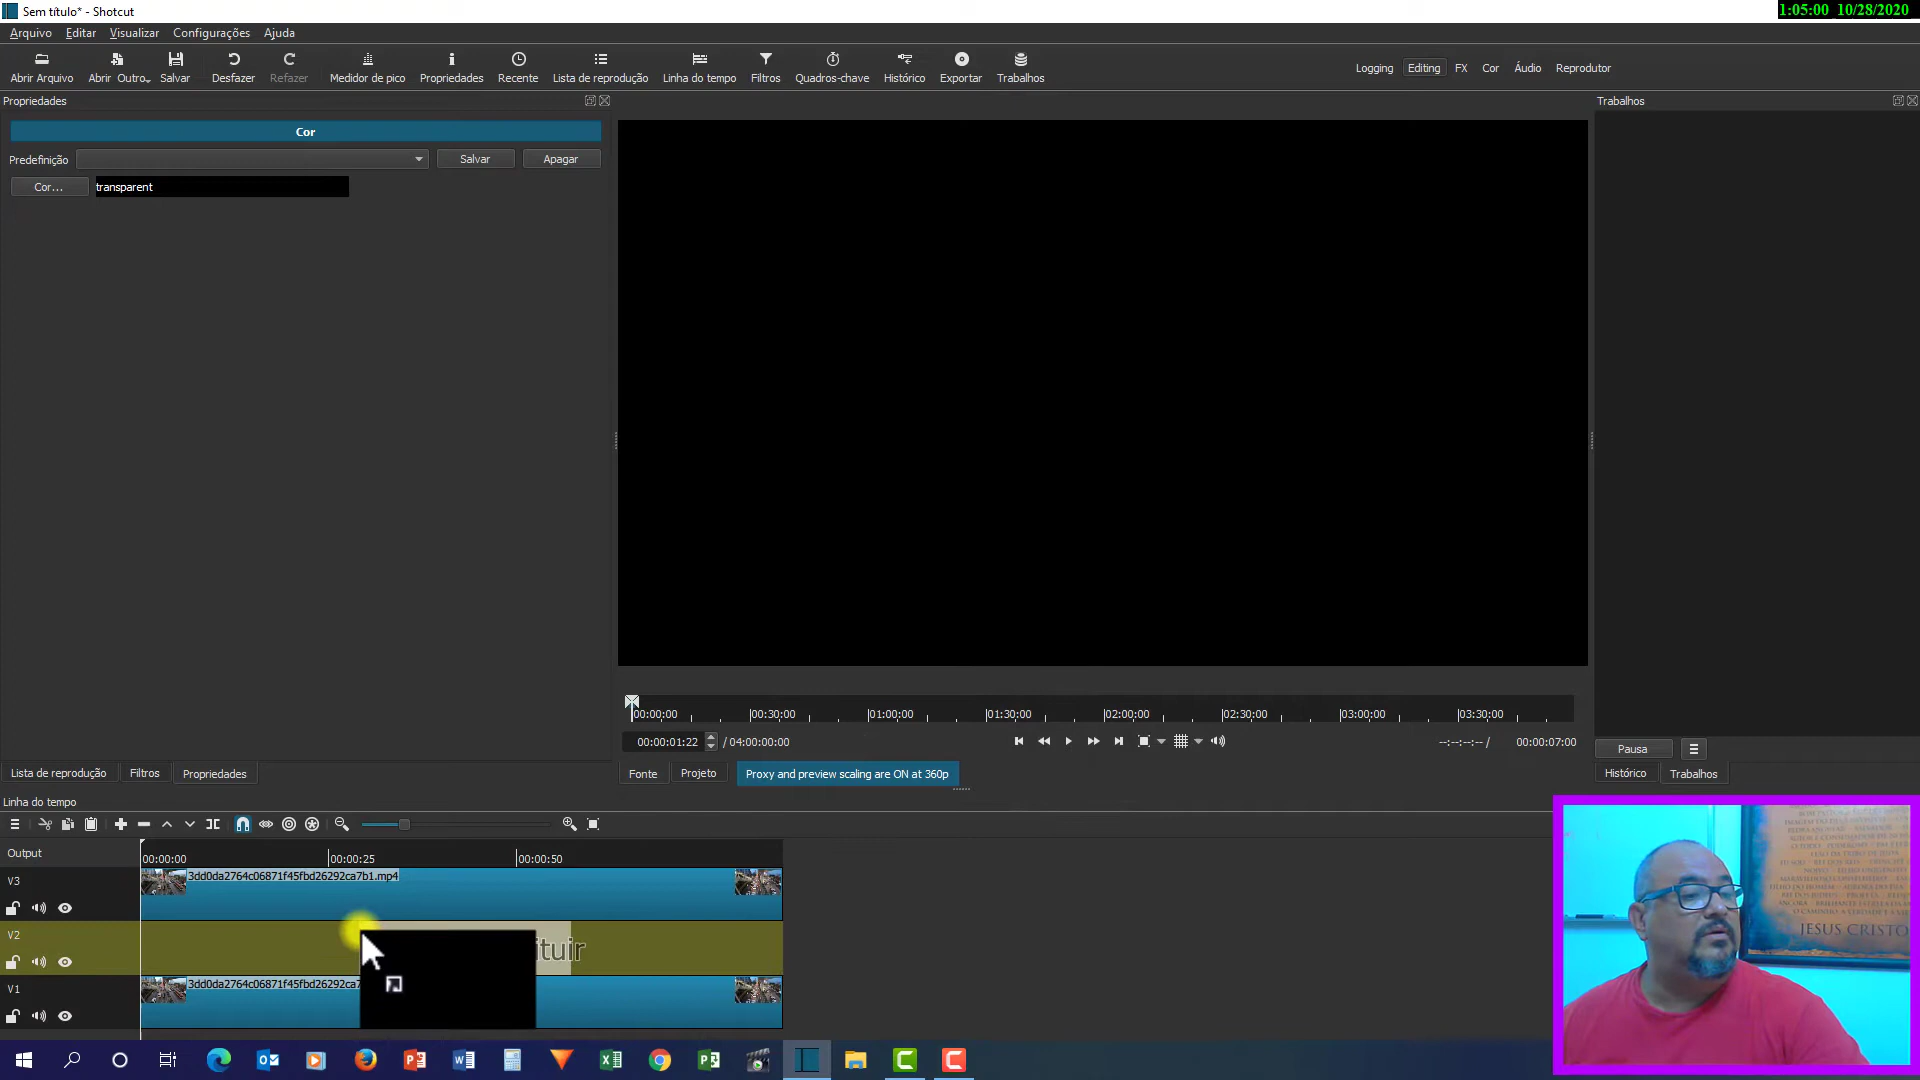 Sem título* - Shotcut
1:05:00 10/28/2020
Arquivo Editar Visualizar Configurações Ajuda
Abrir Arquivo Abrir Outro Salvar Desfazer Refazer Medidor de pico Propriedades Recente Lista de reprodução Linha do tempo Filtros Quadros-chave Histórico Exportar Trabalhos
Logging Editing FX Cor Áudio Reprodutor
Propriedades
Trabalhos
Cor
Predefinição Salvar Apagar
Cor... transparent
00:00:00 00:30:00 01:00:00 01:30:00 02:00:00 02:30:00 03:00:00 03:30:00
00:00:01:22 / 04:00:00:00 --:--:--:-- / 00:00:07:00
Pausa
Lista de reprodução Filtros Propriedades
Fonte Projeto Proxy and preview scaling are ON at 360p
Histórico Trabalhos
Linha do tempo
Output 00:00:00 00:00:25 00:00:50
V3 3dd0da2764c06871f45fbd26292ca7b1.mp4
V2 ituir
V1 3dd0da2764c06871f45fbd26292ca7
JESUS CRISTO